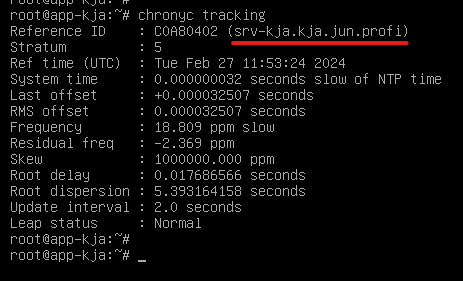 root@app-kja:~#
root@app-kja:~# chronyc tracking
Reference ID    : C0A80402 (srv-kja.kja.jun.profi)
Stratum         : 5
Ref time (UTC)  : Tue Feb 27 11:53:24 2024
System time     : 0.000000032 seconds slow of NTP time
Last offset     : +0.000032507 seconds
RMS offset      : 0.000032507 seconds
Frequency       : 18.809 ppm slow
Residual freq   : -2.369 ppm
Skew            : 1000000.000 ppm
Root delay      : 0.017686566 seconds
Root dispersion : 5.393164158 seconds
Update interval : 2.0 seconds
Leap status     : Normal
root@app-kja:~#
root@app-kja:~# _